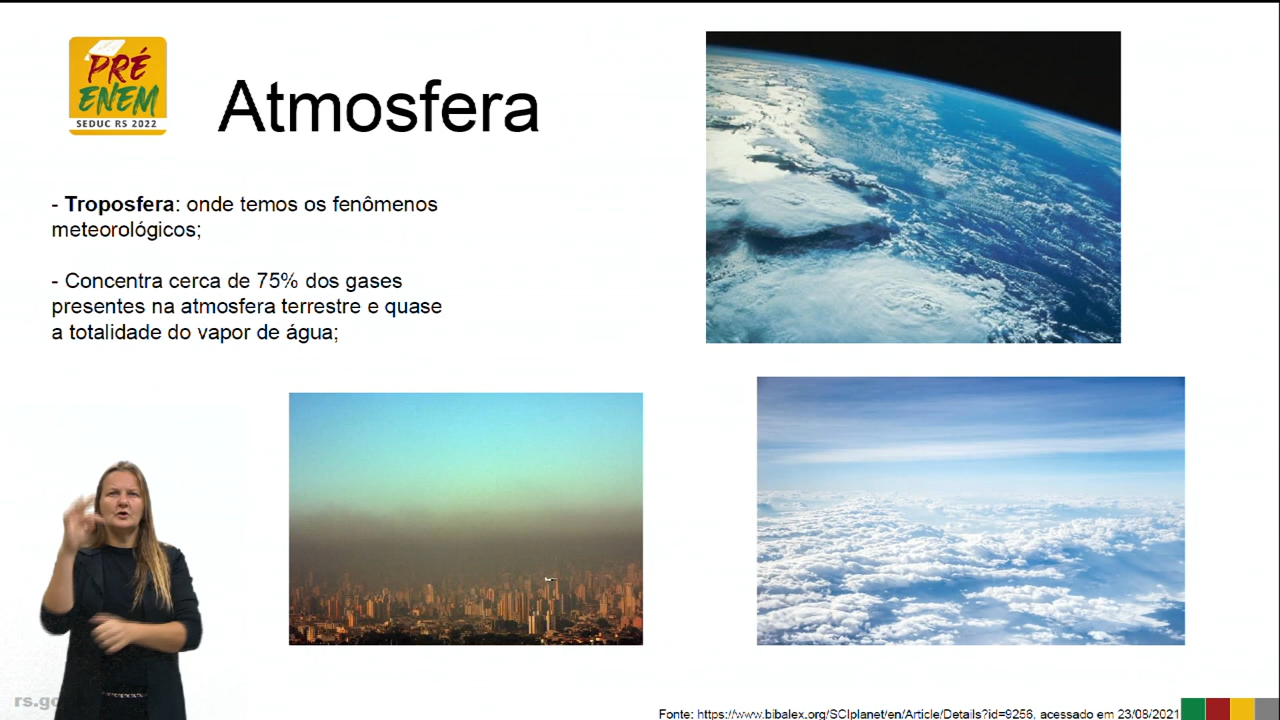 PRÉ
ENEM
SEDUC RS 2022
Atmosfera
- Troposfera: onde temos os fenômenos
meteorológicos;
- Concentra cerca de 75% dos gases
presentes na atmosfera terrestre e quase
a totalidade do vapor de água;
rs.go
Fonte: https://www.bibalex.org/SCIplanet/en/Article/Details?id=9256, acessado em 23/08/2021